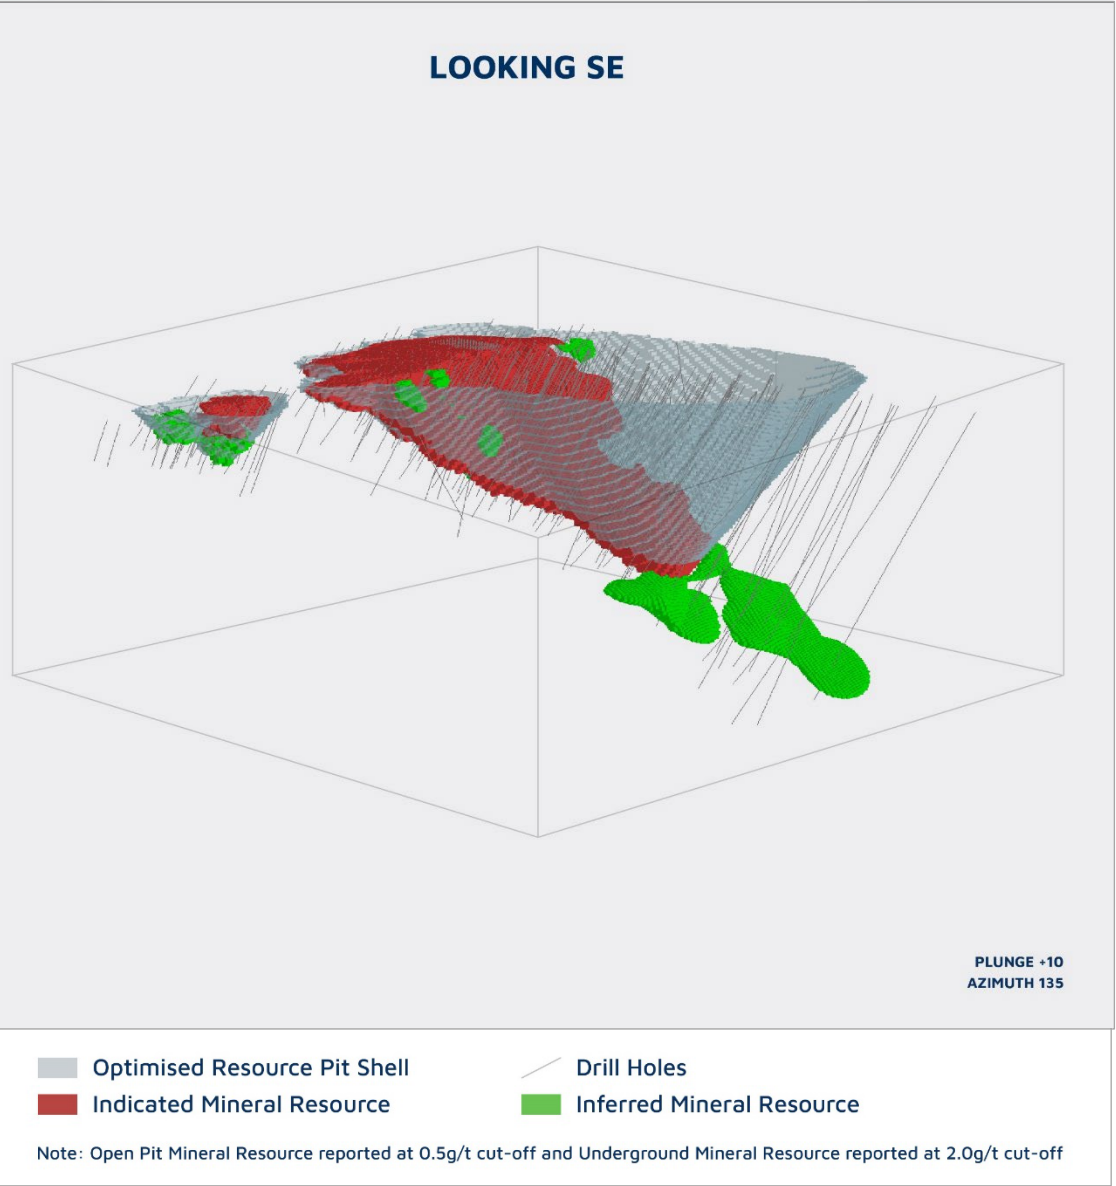 LOOKING SE
PLUNGE +10
AZIMUTH 135
Optimised Resource Pit Shell
Drill Holes
Indicated Mineral Resource
Inferred Mineral Resource
Note: Open Pit Mineral Resource reported at 0.5g/t cut-off and Underground Mineral Resource reported at 2.0g/t cut-off